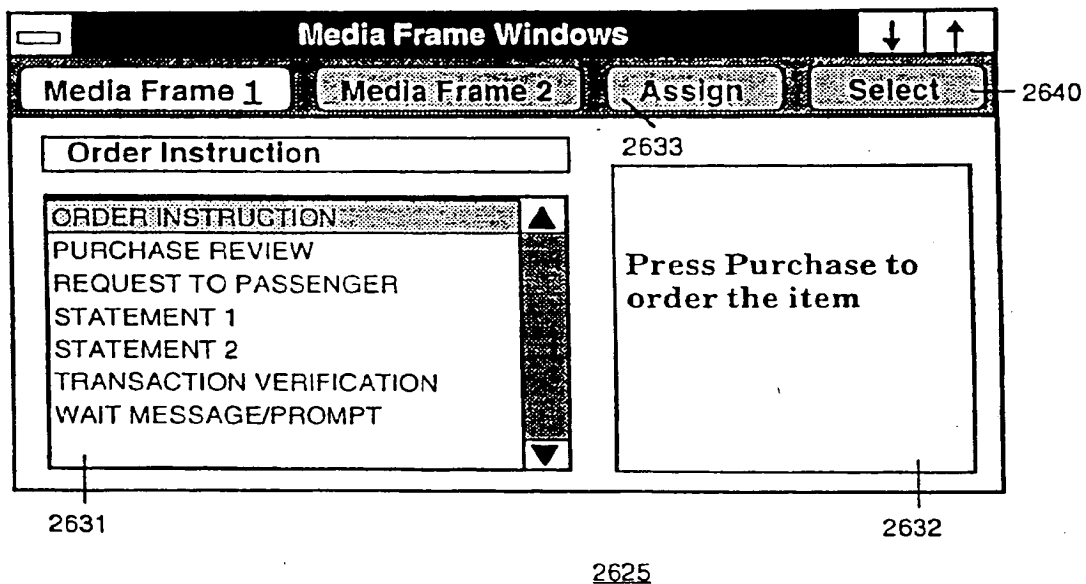 Media Frame Windows
Media Frame 1 Media Frame 2 Assign Select 2640
Order Instruction 2633
ORDER INSTRUCTION
PURCHASE REVIEW
REQUEST TO PASSENGER
STATEMENT 1
STATEMENT 2
TRANSACTION VERIFICATION
WAIT MESSAGE/PROMPT
Press Purchase to
order the item
2631 2632
2625